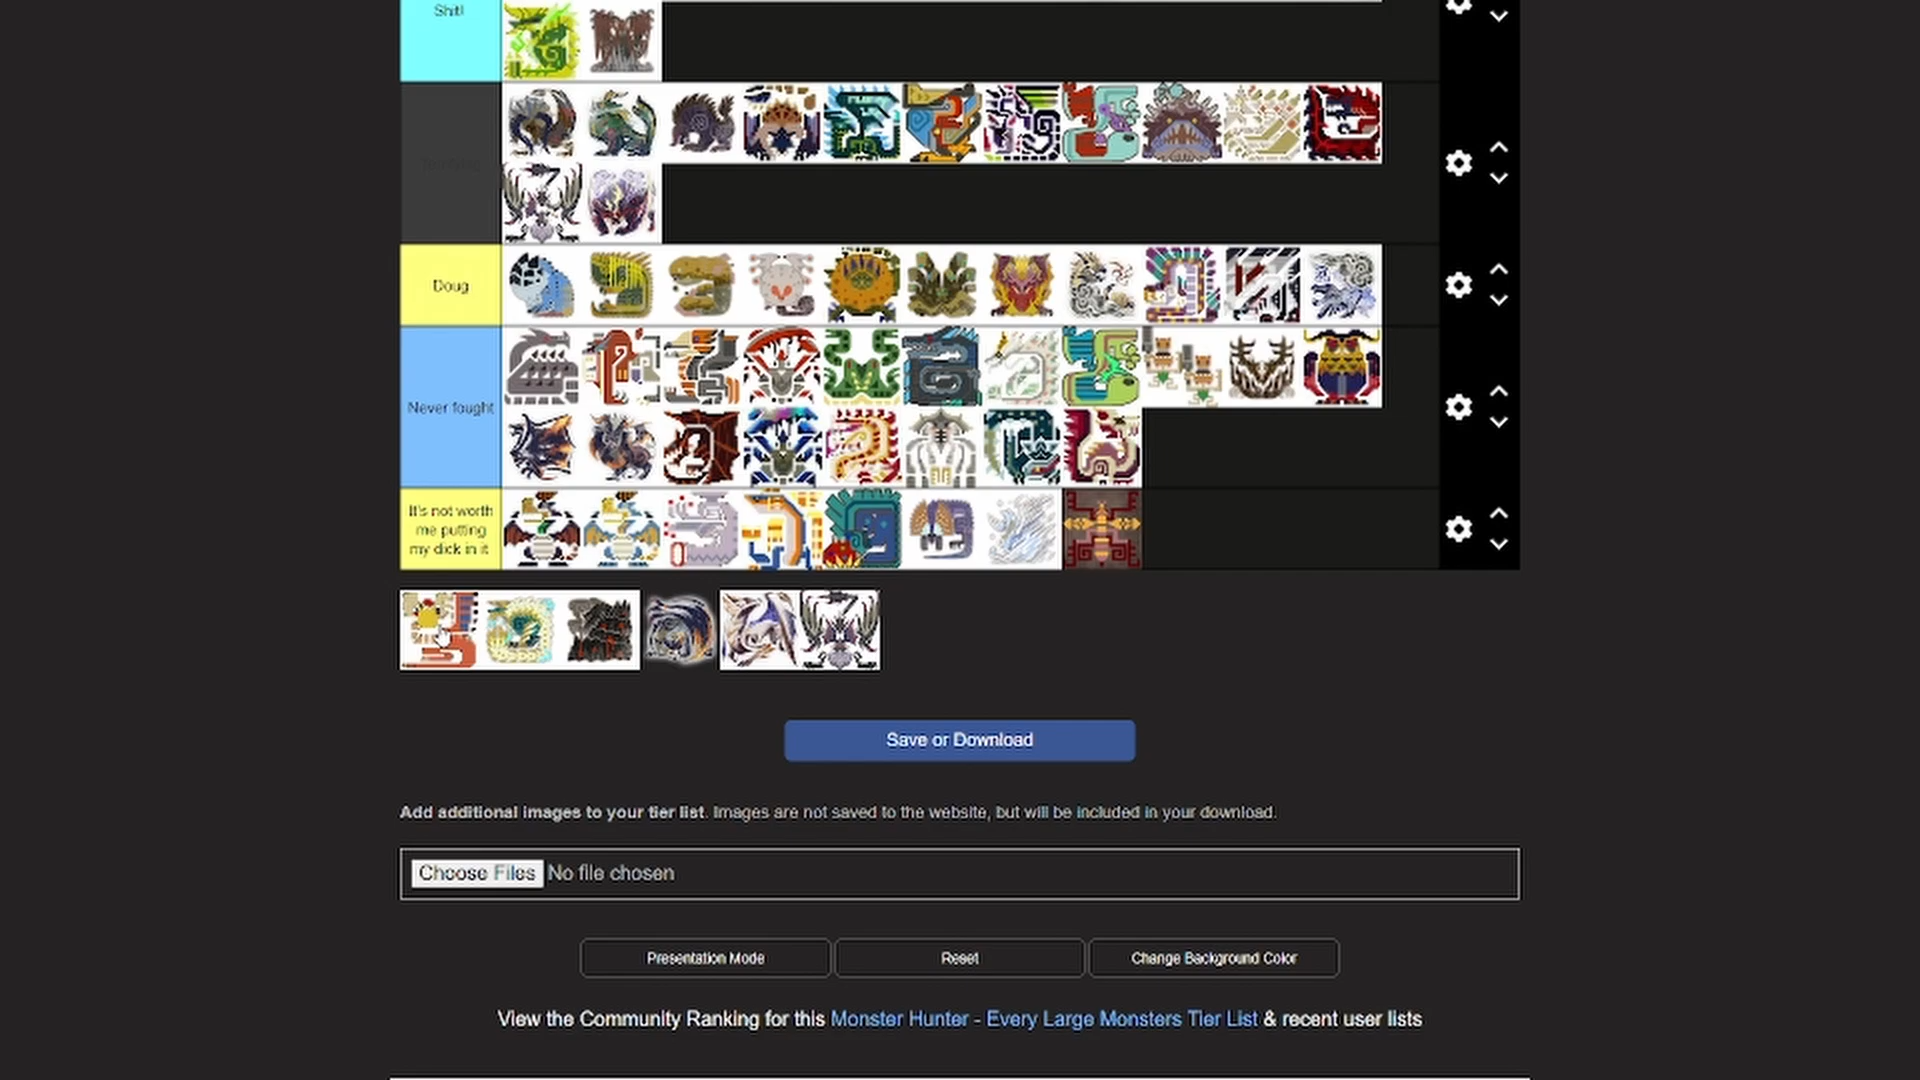 Shit!
Doug
Never fought
It's not worth
me putting
my dick in it
Save or Download
Add additional images to your tier list. Images are not saved to the website, but will be included in your download.
Choose Files No file chosen
Presentation Mode
Reset
Change Background Color
View the Community Ranking for this Monster Hunter - Every Large Monsters Tier List & recent user lists